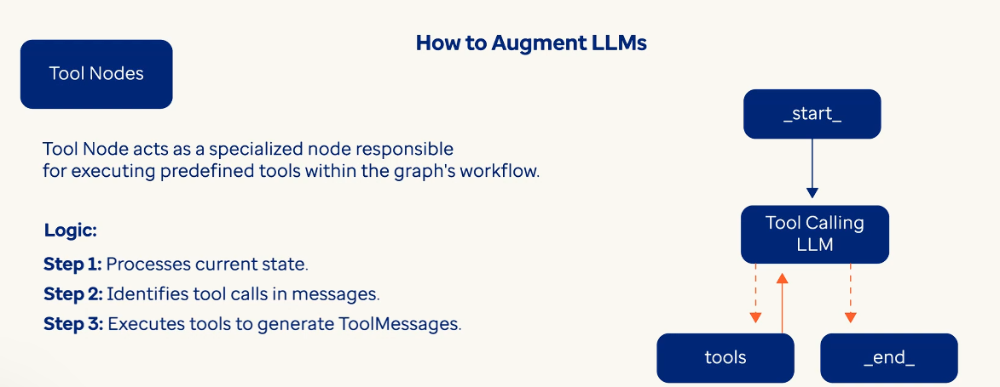 How to Augment LLMs
Tool Nodes
Tool Node acts as a specialized node responsible
for executing predefined tools within the graph's workflow.
Logic:
Step 1: Processes current state.
Step 2: Identifies tool calls in messages.
Step 3: Executes tools to generate ToolMessages.
_start_
Tool Calling
LLM
tools
_end_